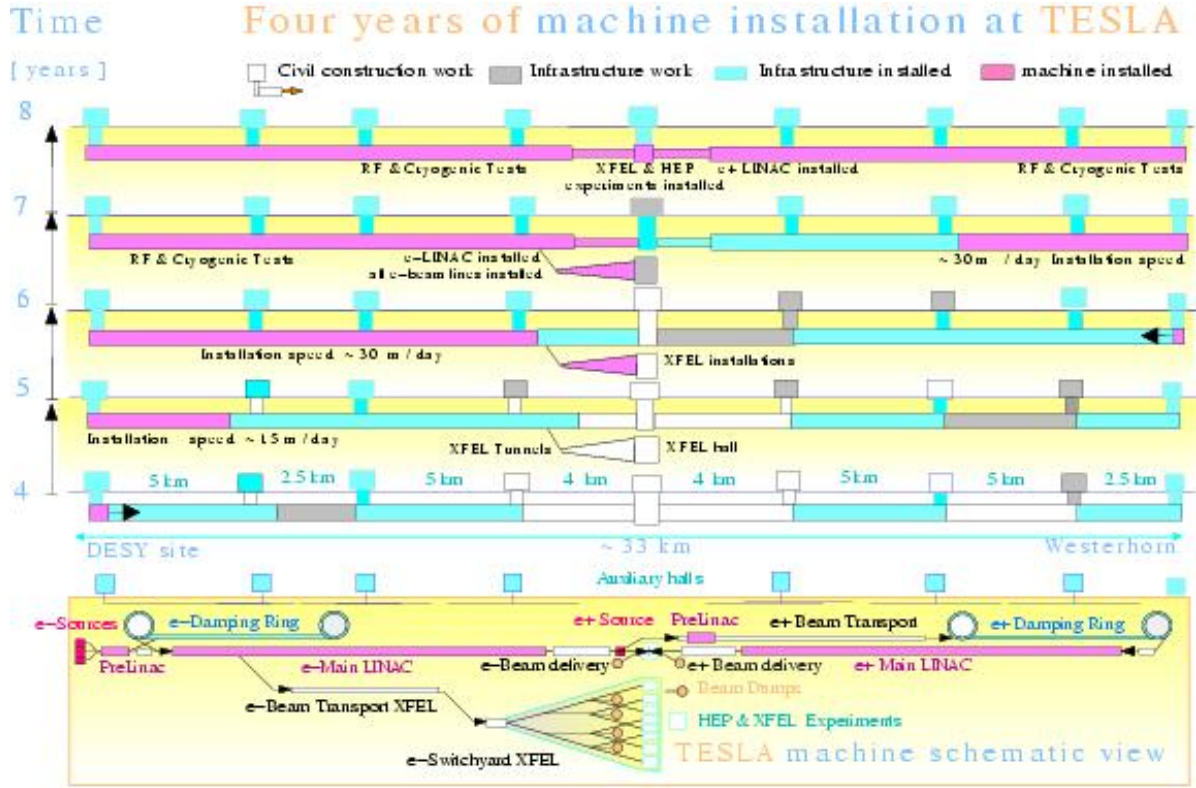 Time Four years of machine installation at TESLA
[ years ] Civil construction work Infrastructure work Infrastructure installed machine installed
8
RF & Cryogenic Tests XFEL & HEP e+ LINAC installed RF & Cryogenic Tests
experiments installed
7
RF & Cryogenic Tests e-LINAC installed ~ 30 m / day Installation speed
all e-beam lines installed
6
Installation speed ~ 30 m / day XFEL installations
5
Installation speed ~ 15 m / day XFEL Tunnels XFEL hall
4 5 km 2.5 km 5 km 4 km 4 km 5 km 5 km 2.5 km
DESY site ~ 33 km Westerhorn
Auxiliary halls
e-Sources e-Damping Ring e+ Source PreLinac e+ Beam Transport e+ Damping Ring
PreLinac e-Main LINAC e-Beam delivery e+ Beam delivery e+ Main LINAC
e-Beam Transport XFEL Beam Dumps
HEP & XFEL Experiments
e-Switchyard XFEL TESLA machine schematic view